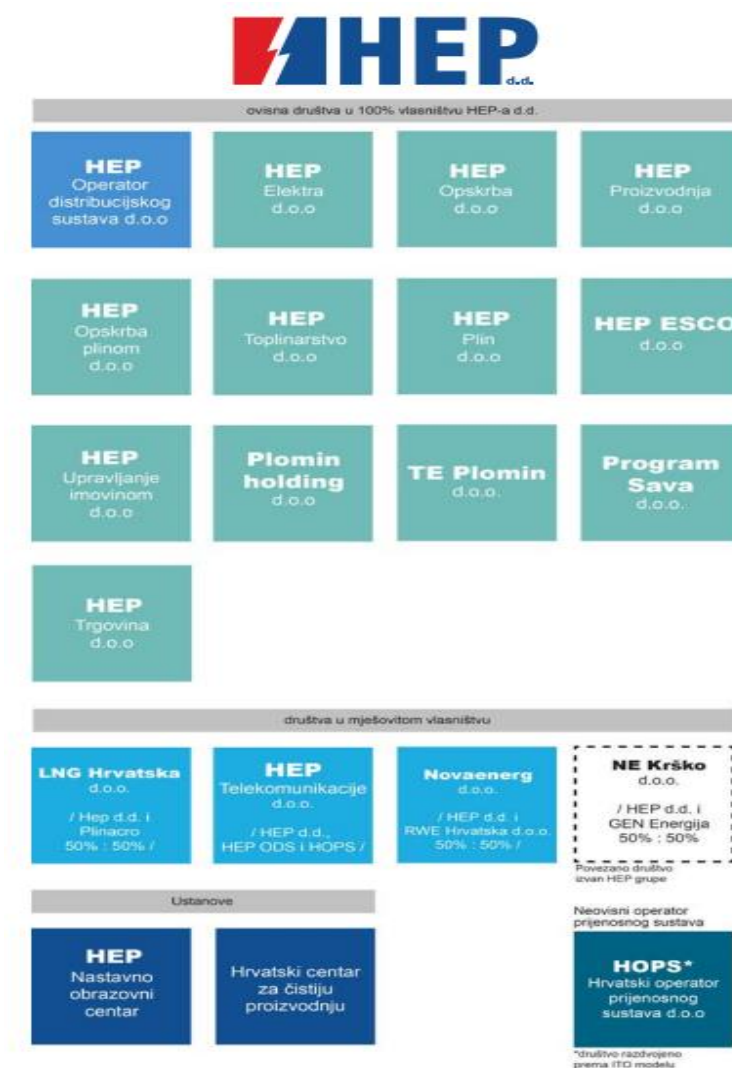 HEP d.d.
ovisna društva u 100% vlasništvu HEP-a d.d.
HEP
Operator
distribucijskog
sustava d.o.o
HEP
Elektra
d.o.o
HEP
Opskrba
d.o.o
HEP
Proizvodnja
d.o.o
HEP
Opskrba
plinom
d.o.o
HEP
Toplinarstvo
d.o.o
HEP
Plin
d.o.o
HEP ESCO
d.o.o
HEP
Upravljanje
imovinom
d.o.o
Plomin
holding
d.o.o
TE Plomin
d.o.o.
Program
Sava
d.o.o.
HEP
Trgovina
d.o.o
društva u mješovitom vlasništvu
LNG Hrvatska
d.o.o.
/ Hep d.d. i
Plinacro
50% : 50% /
HEP
Telekomunikacije
d.o.o.
/ HEP d.d.,
HEP ODS i HOPS /
Novaenerg
d.o.o.
/ HEP d.d. i
RWE Hrvatska d.o.o.
50% : 50% /
NE Krško
d.o.o.
/ HEP d.d. i
GEN Energija
50% : 50%
Povezano društvo
izvan HEP grupe
Ustanove
HEP
Nastavno
obrazovni
centar
Hrvatski centar
za čistiju
proizvodnju
Neovisni operator
prijenosnog sustava
HOPS*
Hrvatski operator
prijenosnog
sustava d.o.o
*društvo razdvojeno
prema ITO modelu